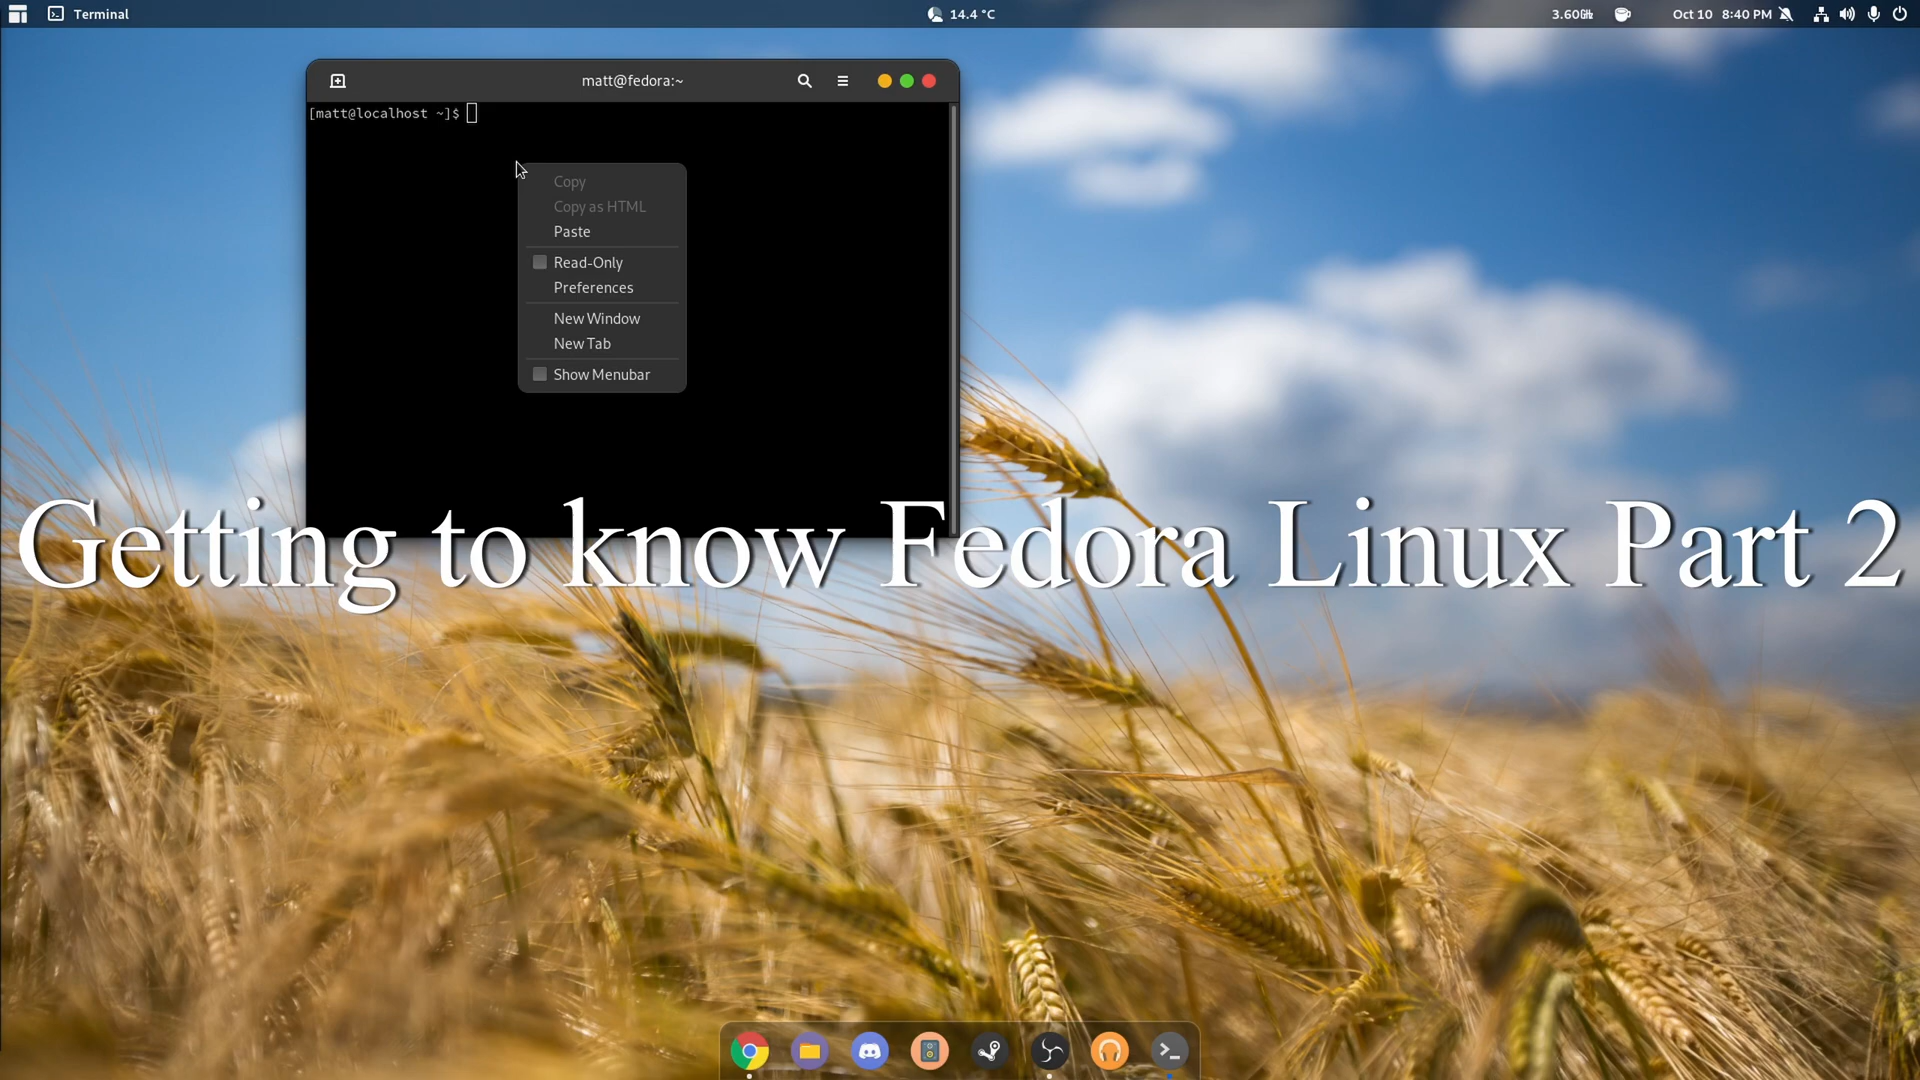 Terminal
14.4 °C
3.60GHz
Oct 10 8:40 PM
matt@fedora:~
[matt@localhost ~]$
Copy
Copy as HTML
Paste
Read-Only
Preferences
New Window
New Tab
Show Menubar
Getting to know Fedora Linux Part 2